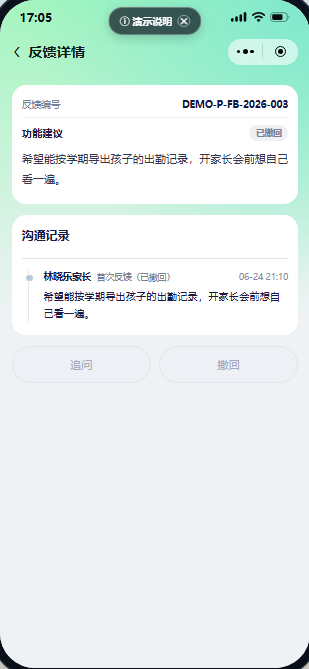 17:05
演示说明
反馈详情
反馈编号 DEMO-P-FB-2026-003
功能建议 已撤回
希望能按学期导出孩子的出勤记录，开家长会前想自己
看一遍。
沟通记录
林晓乐家长 首次反馈（已撤回） 06-24 21:10
希望能按学期导出孩子的出勤记录，开家长会前想自
己看一遍。
追问 撤回